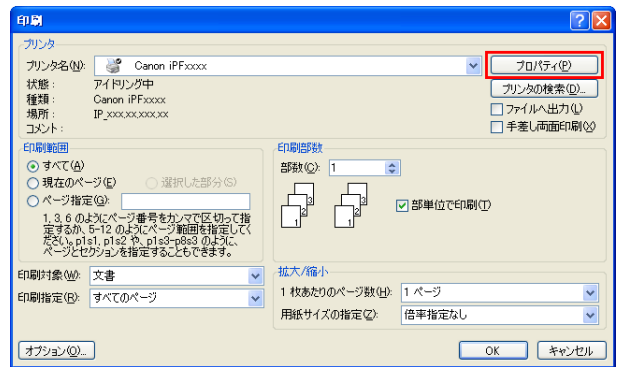 印刷
プリンタ
プリンタ名(N): Canon iPFxxxx プロパティ(P)
状態: アイドリング中 プリンタの検索(D)...
種類: Canon iPFxxxx
場所: IP_xxx,xx,xxx,xx ファイルへ出力(L)
コメント: 手差し両面印刷(X)
印刷範囲
すべて(A)
現在のページ(E) 選択した部分(S)
ページ指定(G):
1, 3, 6 のようにページ番号をカンマで区切って指
定するか、5-12 のようにページ範囲を指定してく
ださい。p1s1, p1s2 や、p1s3-p8s3 のように、
ページとセクションを指定することもできます。
印刷部数
部数(C): 1
1 2 3
1 2 3
部単位で印刷(T)
印刷対象(W): 文書
印刷指定(R): すべてのページ
拡大/縮小
1 枚あたりのページ数(H): 1 ページ
用紙サイズの指定(Z): 倍率指定なし
オプション(O)... OK キャンセル